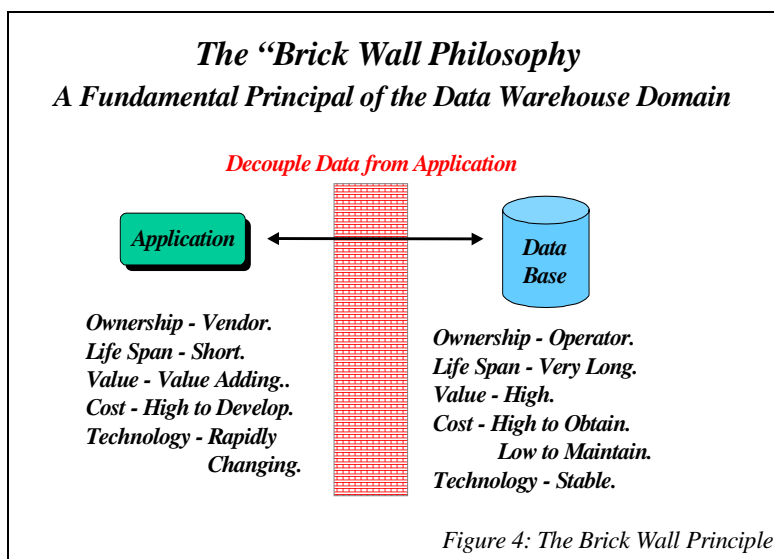 The “Brick Wall Philosophy
A Fundamental Principal of the Data Warehouse Domain
Decouple Data from Application
Application
Data
Base
Ownership - Vendor.
Life Span - Short.
Value - Value Adding..
Cost - High to Develop.
Technology - Rapidly
Changing.
Ownership - Operator.
Life Span - Very Long.
Value - High.
Cost - High to Obtain.
Low to Maintain.
Technology - Stable.
Figure 4: The Brick Wall Principle